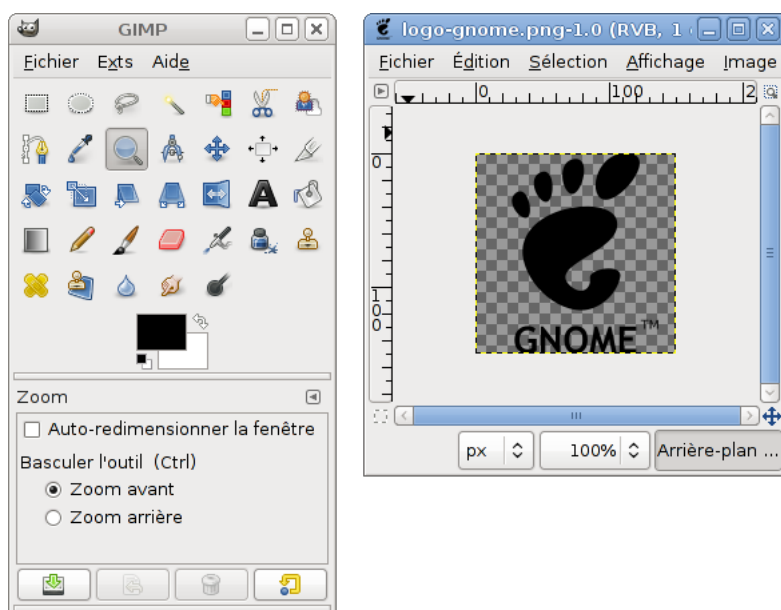 GIMP
Fichier Exts Aide
Zoom
Auto-redimensionner la fenêtre
Basculer l'outil (Ctrl)
Zoom avant
Zoom arrière
logo-gnome.png-1.0 (RVB, 1
Fichier Édition Sélection Affichage Image
0 100 2
0
100
GNOME™
px 100% Arrière-plan ...